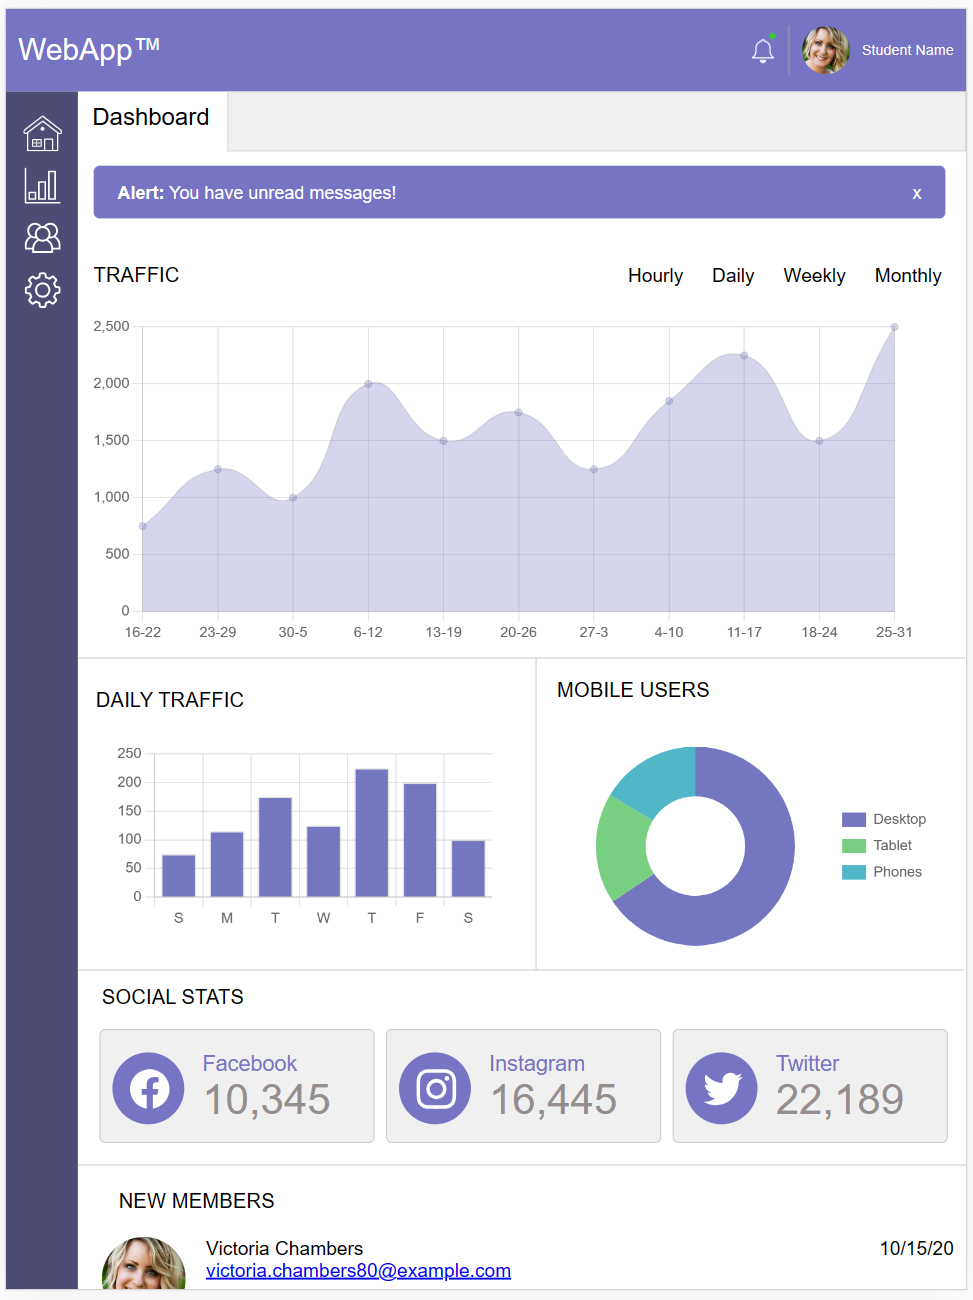 WebApp™
Student Name
Dashboard
Alert: You have unread messages!
x
TRAFFIC
Hourly Daily Weekly Monthly
2,500
2,000
1,500
1,000
500
0
16-22 23-29 30-5 6-12 13-19 20-26 27-3 4-10 11-17 18-24 25-31
DAILY TRAFFIC
250
200
150
100
50
0
S M T W T F S
MOBILE USERS
Desktop
Tablet
Phones
SOCIAL STATS
Facebook
10,345
Instagram
16,445
Twitter
22,189
NEW MEMBERS
Victoria Chambers
10/15/20
victoria.chambers80@example.com